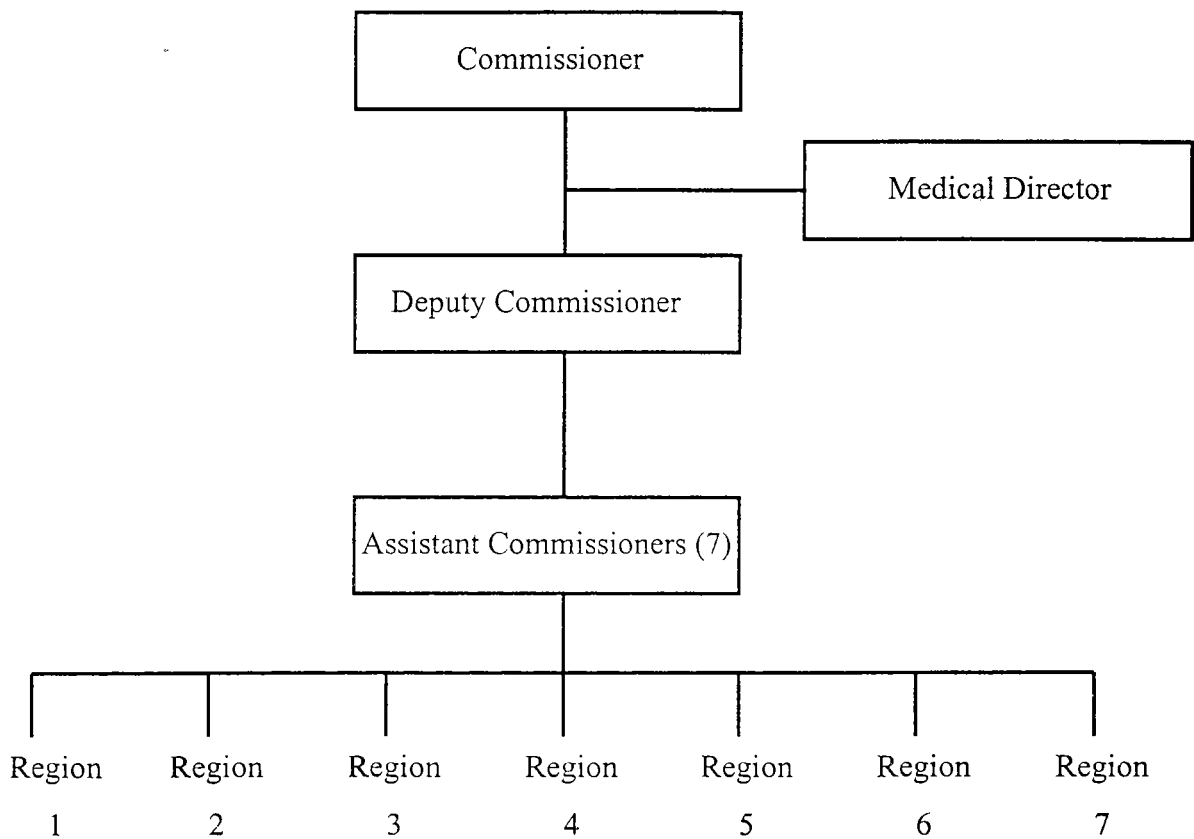 Commissioner
Medical Director
Deputy Commissioner
Assistant Commissioners (7)
Region Region Region Region Region Region Region
1 2 3 4 5 6 7